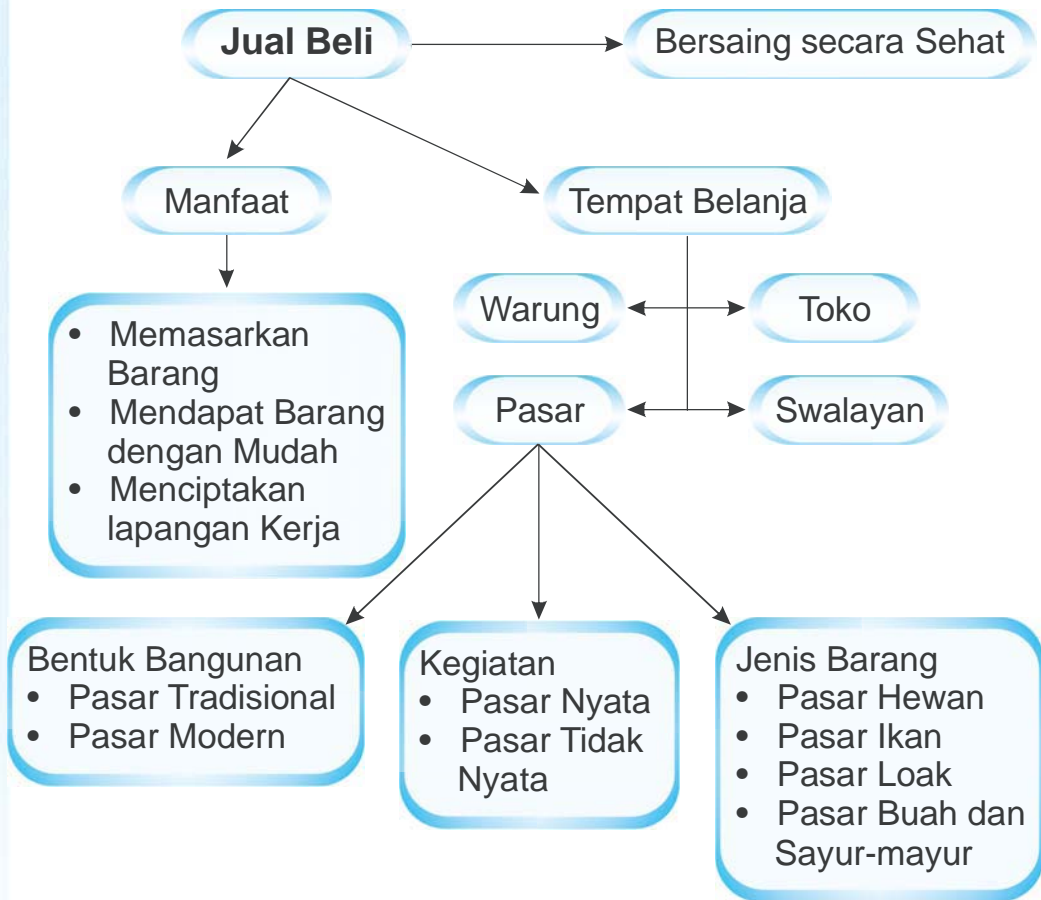 Jual Beli
Bersaing secara Sehat
Manfaat
Tempat Belanja
Warung
Toko
Pasar
Swalayan
• Memasarkan
Barang
• Mendapat Barang
dengan Mudah
• Menciptakan
lapangan Kerja
Bentuk Bangunan
• Pasar Tradisional
• Pasar Modern
Kegiatan
• Pasar Nyata
• Pasar Tidak
Nyata
Jenis Barang
• Pasar Hewan
• Pasar Ikan
• Pasar Loak
• Pasar Buah dan
Sayur-mayur